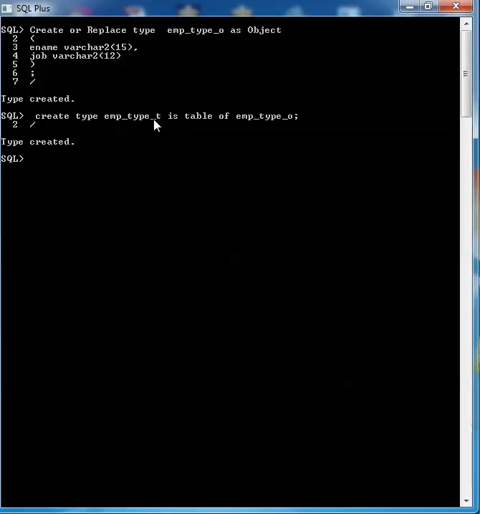 SQL Plus
SQL> Create or Replace type  emp_type_o as Object
2 (
3 ename varchar2(15),
4 job varchar2(12)
5 )
6 ;
7 /
Type created.
SQL>  create type emp_type_t is table of emp_type_o;
2 /
Type created.
SQL>